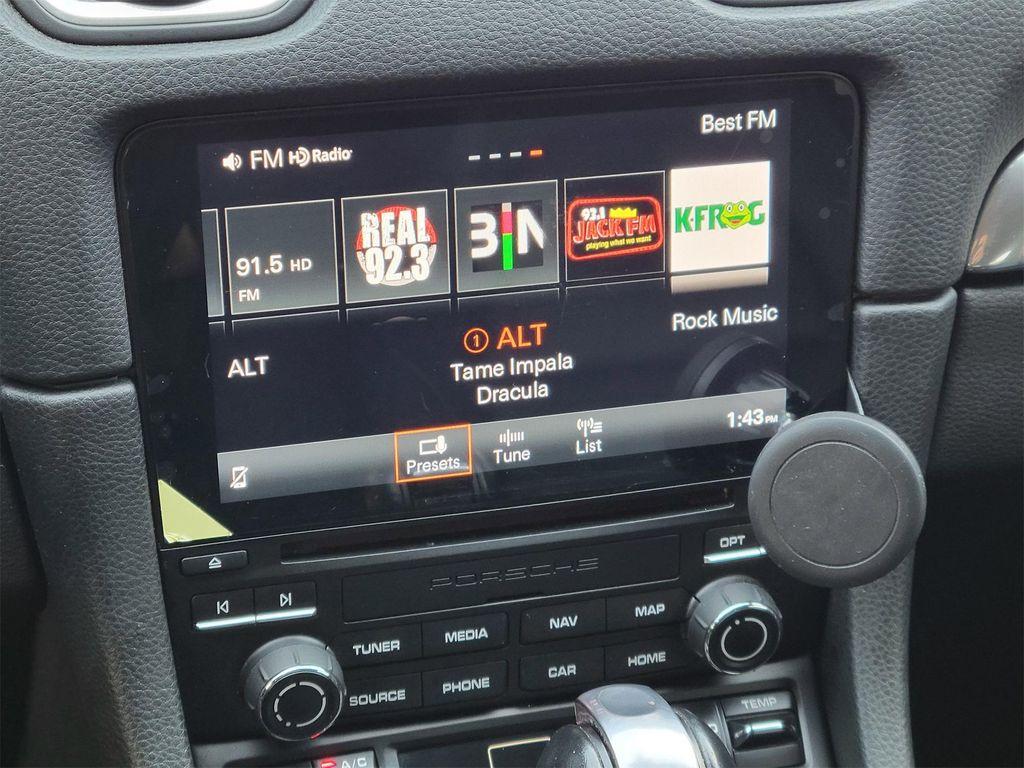 Best FM
FM HD Radio
91.5 HD
FM
REAL
92.3
BIN
93.1
JACK FM
playing what we want
K-FROG
Rock Music
1 ALT
ALT
Tame Impala
Dracula
1:43 PM
Presets
Tune
List
OPT
PORSCHE
TUNER
MEDIA
NAV
MAP
SOURCE
PHONE
CAR
HOME
TEMP
A/C